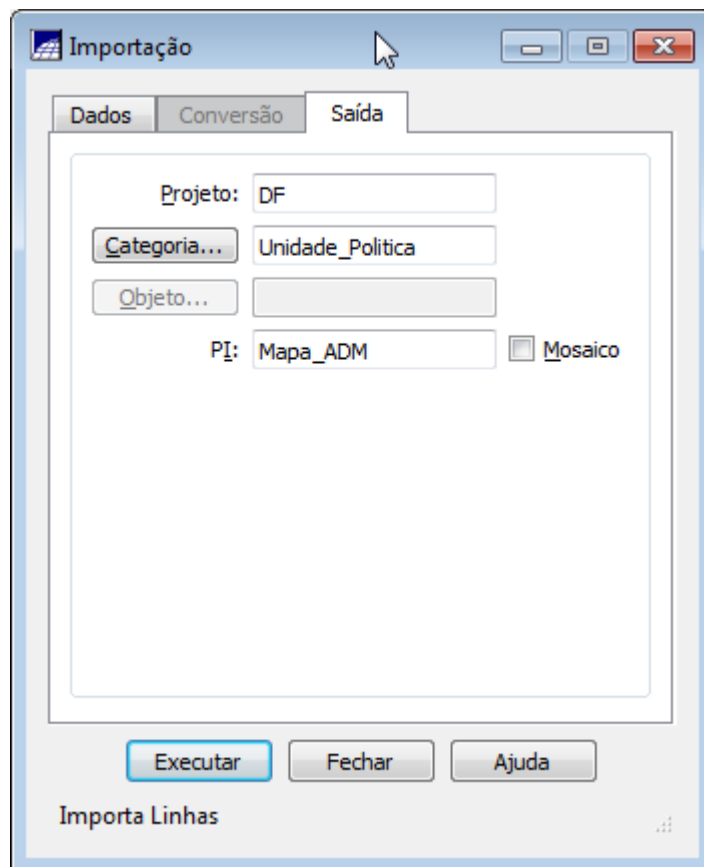 Importação
Dados Conversão Saída
Projeto: DF
Categoria... Unidade_Politica
Objeto...
PI: Mapa_ADM Mosaico
Executar Fechar Ajuda
Importa Linhas